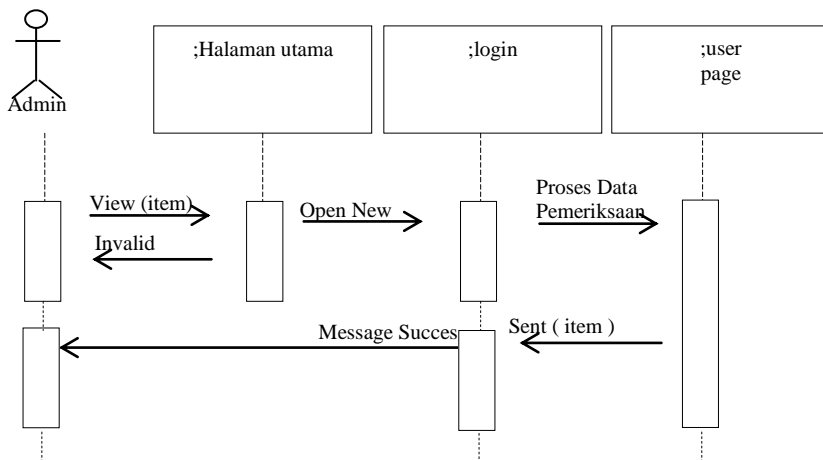 ;Halaman utama
;login
;user
page
Admin
View (item)
Open New
Proses Data
Pemeriksaan
Invalid
Message Succes
Sent ( item )